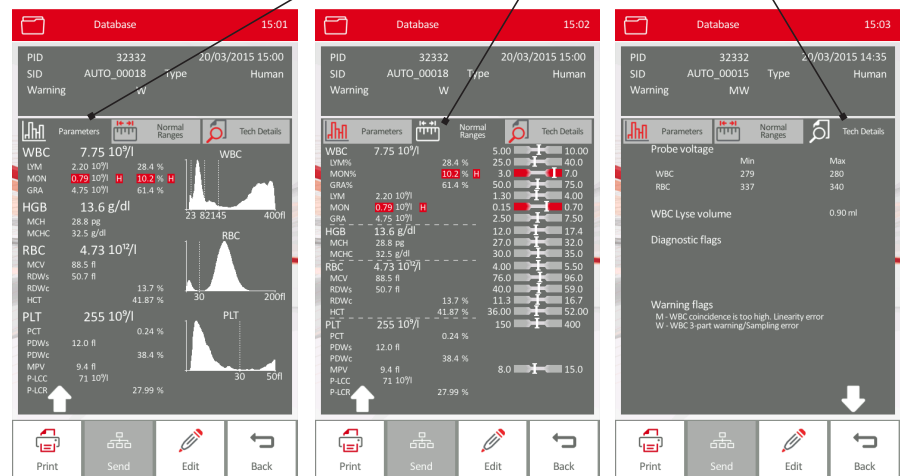 Database 15:01
PID 32332 20/03/2015 15:00
SID AUTO_00018 Type Human
Warning W
Parameters Normal Ranges Tech Details
WBC 7.75 10⁹/l
LYM 2.20 10⁹/l 28.4 %
MON 0.79 10⁹/l H 10.2 % H
GRA 4.75 10⁹/l 61.4 %
HGB 13.6 g/dl
MCH 28.8 pg
MCHC 32.5 g/dl
RBC 4.73 10¹²/l
MCV 88.5 fl
RDWs 50.7 fl
RDWc 13.7 %
HCT 41.87 %
PLT 255 10⁹/l
PCT 0.24 %
PDWs 12.0 fl
PDWc 38.4 %
MPV 9.4 fl
P-LCC 71 10⁹/l
P-LCR 27.99 %
WBC
23 82 145 400fl
RBC
30 200fl
PLT
30 50fl
Print Send Edit Back
Database 15:02
PID 32332 20/03/2015 15:00
SID AUTO_00018 Type Human
Warning W
Parameters Normal Ranges Tech Details
WBC 7.75 10⁹/l 5.00 10.00
LYM% 28.4 % 25.0 40.0
MON% 10.2 % H 3.0 7.0
GRA% 61.4 % 50.0 75.0
LYM 2.20 10⁹/l 1.30 4.00
MON 0.79 10⁹/l H 0.15 0.70
GRA 4.75 10⁹/l 2.50 7.50
HGB 13.6 g/dl 12.0 17.4
MCH 28.8 pg 27.0 32.0
MCHC 32.5 g/dl 30.0 35.0
RBC 4.73 10¹²/l 4.00 5.50
MCV 88.5 fl 76.0 96.0
RDWs 50.7 fl 40.0 59.0
RDWc 13.7 % 11.3 16.7
HCT 41.87 % 36.00 52.00
PLT 255 10⁹/l 150 400
PCT 0.24 %
PDWs 12.0 fl
PDWc 38.4 %
MPV 9.4 fl 8.0 15.0
P-LCC 71 10⁹/l
P-LCR 27.99 %
Print Send Edit Back
Database 15:03
PID 32332 20/03/2015 14:35
SID AUTO_00015 Type Human
Warning MW
Parameters Normal Ranges Tech Details
Probe voltage
Min Max
WBC 279 280
RBC 337 340
WBC Lyse volume 0.90 ml
Diagnostic flags
Warning flags
M - WBC coincidence is too high. Linearity error
W - WBC 3-part warning/Sampling error
Print Send Edit Back